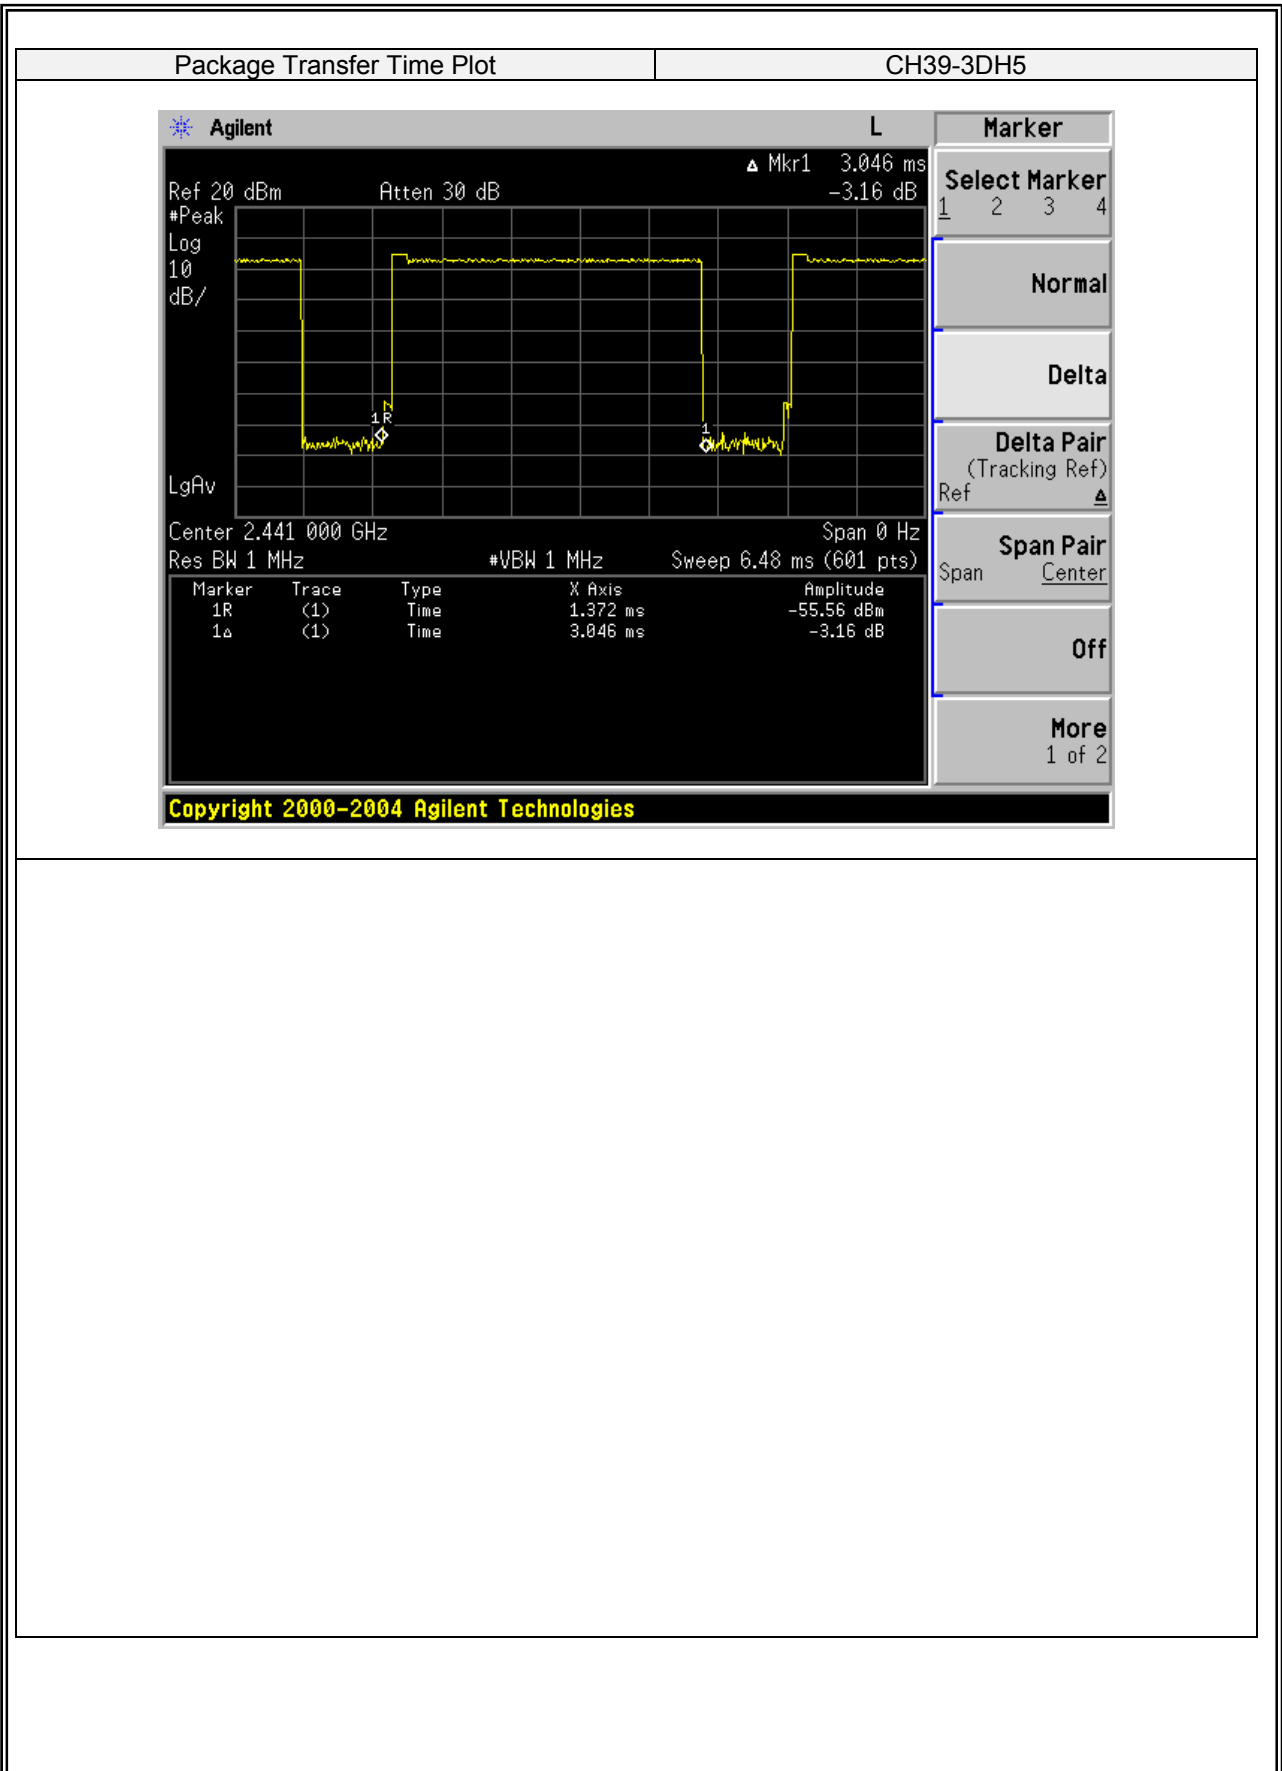 Package Transfer Time Plot CH39-3DH5
Agilent L Marker
Δ Mkr1 3.046 ms
Ref 20 dBm Atten 30 dB -3.16 dB
#Peak
Log
10
dB/
1R
1
LgAv
Center 2.441 000 GHz Span 0 Hz
Res BW 1 MHz #VBW 1 MHz Sweep 6.48 ms (601 pts)
Marker Trace Type X Axis Amplitude
1R (1) Time 1.372 ms -55.56 dBm
1Δ (1) Time 3.046 ms -3.16 dB
Select Marker
1 2 3 4
Normal
Delta
Delta Pair
(Tracking Ref)
Ref Δ
Span Pair
Span Center
Off
More
1 of 2
Copyright 2000-2004 Agilent Technologies